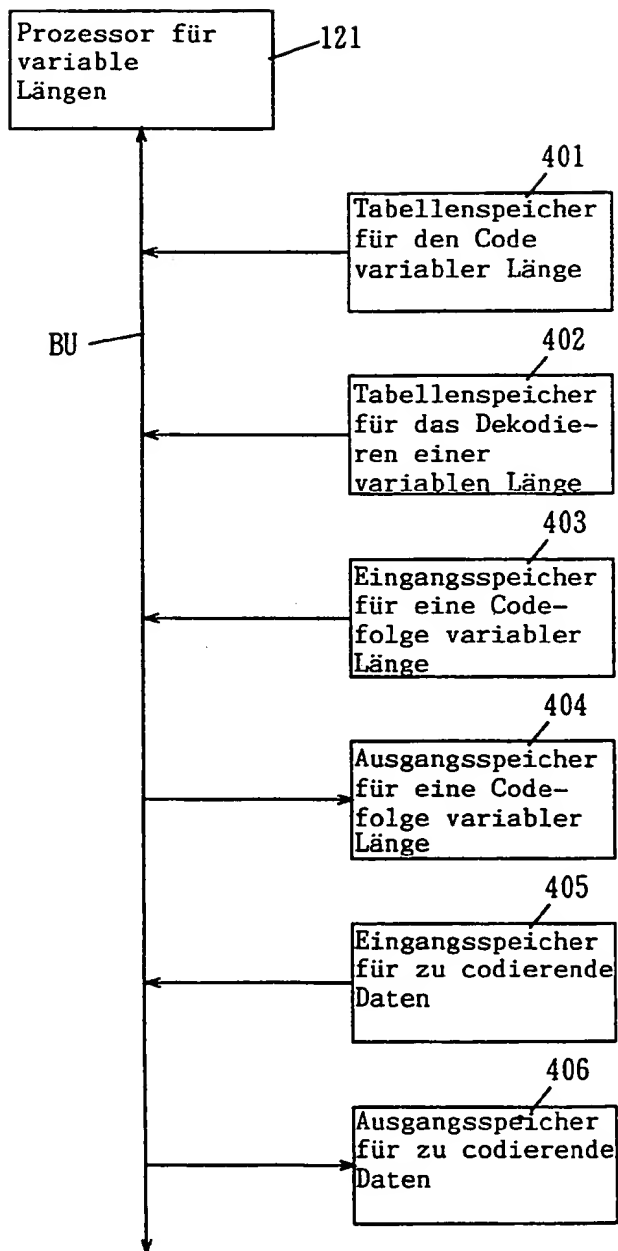 Prozessor für
variable
Längen
121
401
Tabellenspeicher
für den Code
variabler Länge
BU
402
Tabellenspeicher
für das Dekodie-
ren einer
variablen Länge
403
Eingangsspeicher
für eine Code-
folge variabler
Länge
404
Ausgangsspeicher
für eine Code-
folge variabler
Länge
405
Eingangsspeicher
für zu codierende
Daten
406
Ausgangsspeicher
für zu codierende
Daten